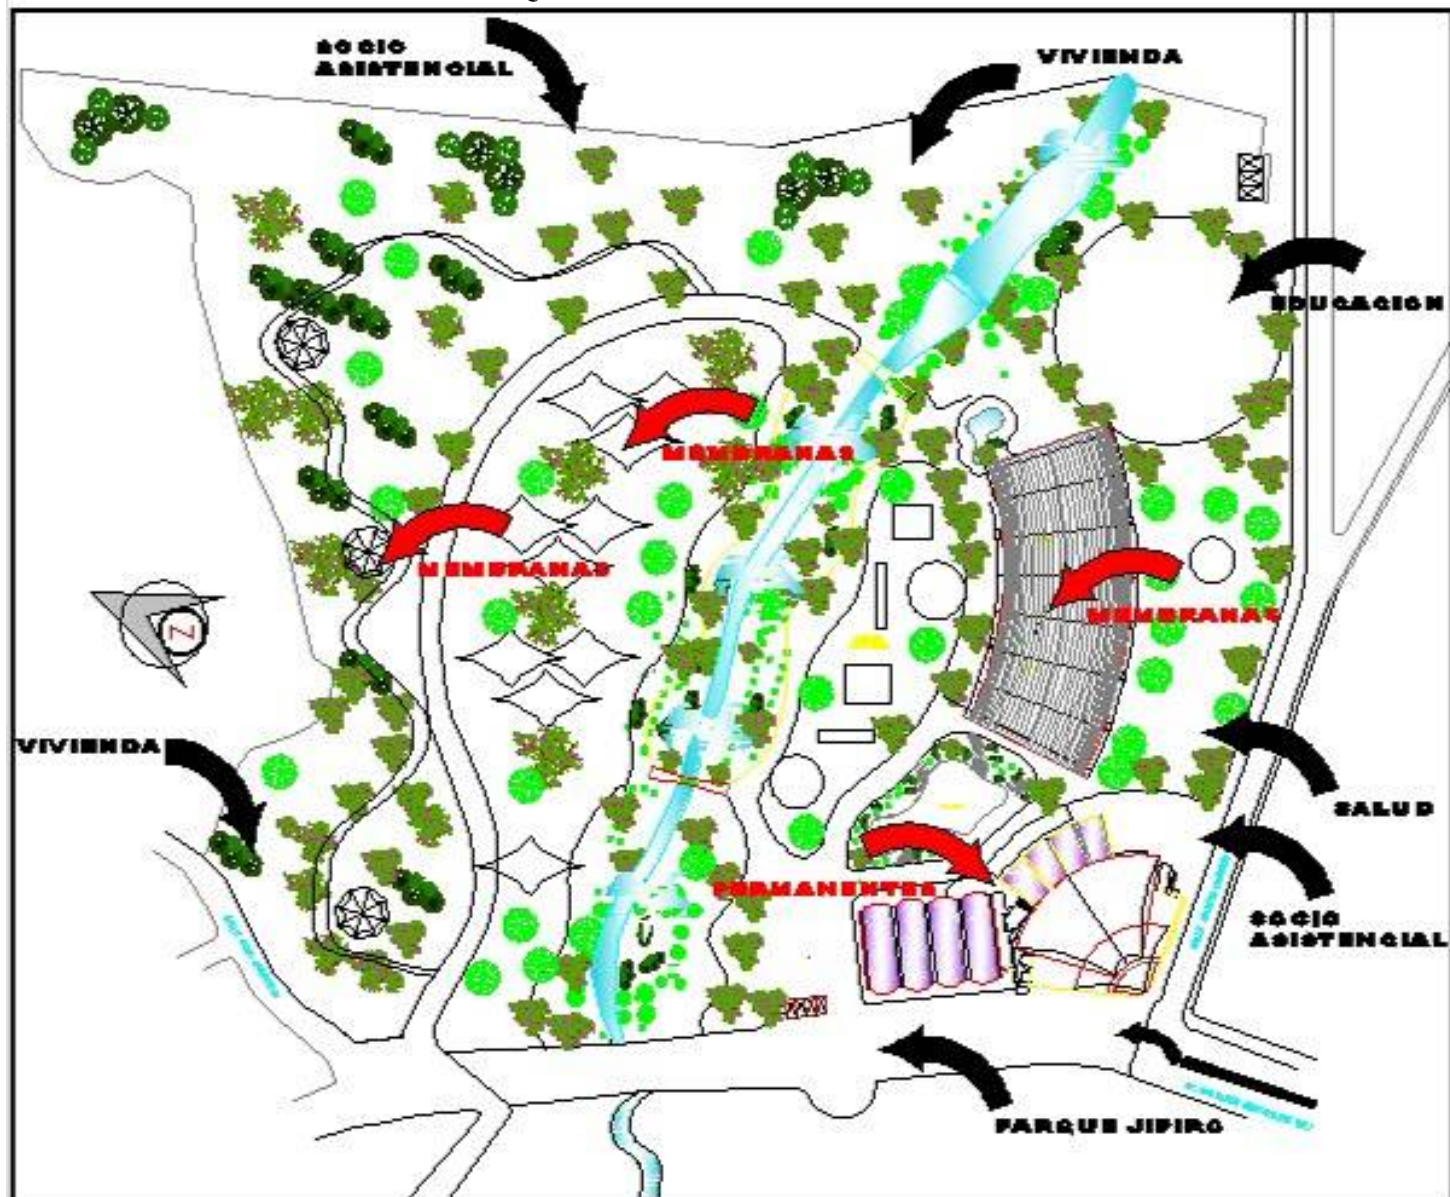 SOCIO
ASISTENCIAL
VIVIENDA
EDUCACION
MEMBRANAS
MEMBRANAS
MEMBRANAS
Z
VIVIENDA
SALUD
PERMANENTES
SOCIO
ASISTENCIAL
PARQUE JIPIRO